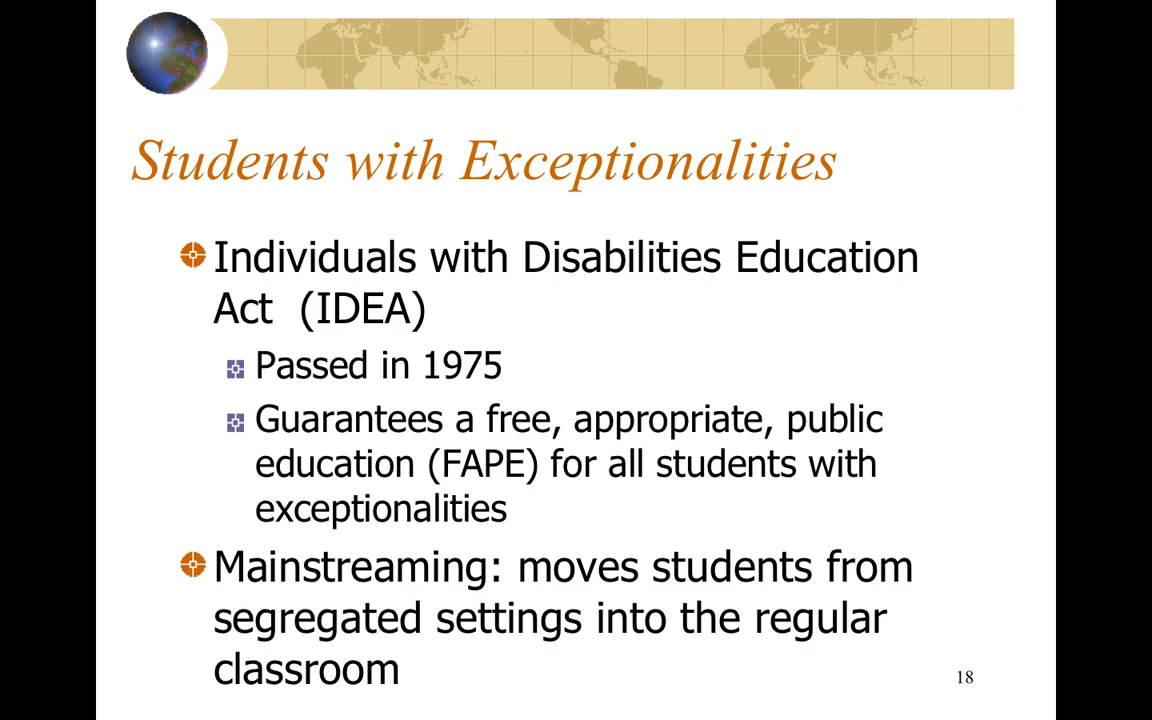 Students with Exceptionalities
Individuals with Disabilities Education
Act  (IDEA)
Passed in 1975
Guarantees a free, appropriate, public
education (FAPE) for all students with
exceptionalities
Mainstreaming: moves students from
segregated settings into the regular
classroom
18